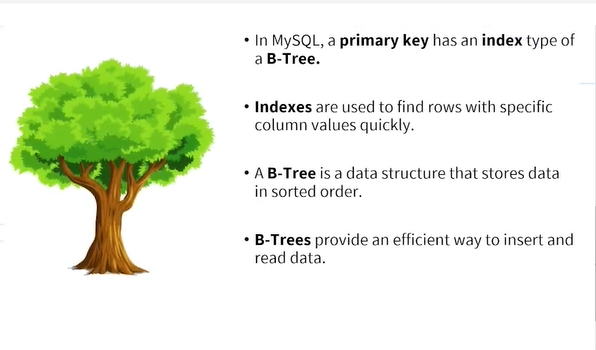 • In MySQL, a primary key has an index type of
a B-Tree.
• Indexes are used to find rows with specific
column values quickly.
• A B-Tree is a data structure that stores data
in sorted order.
• B-Trees provide an efficient way to insert and
read data.